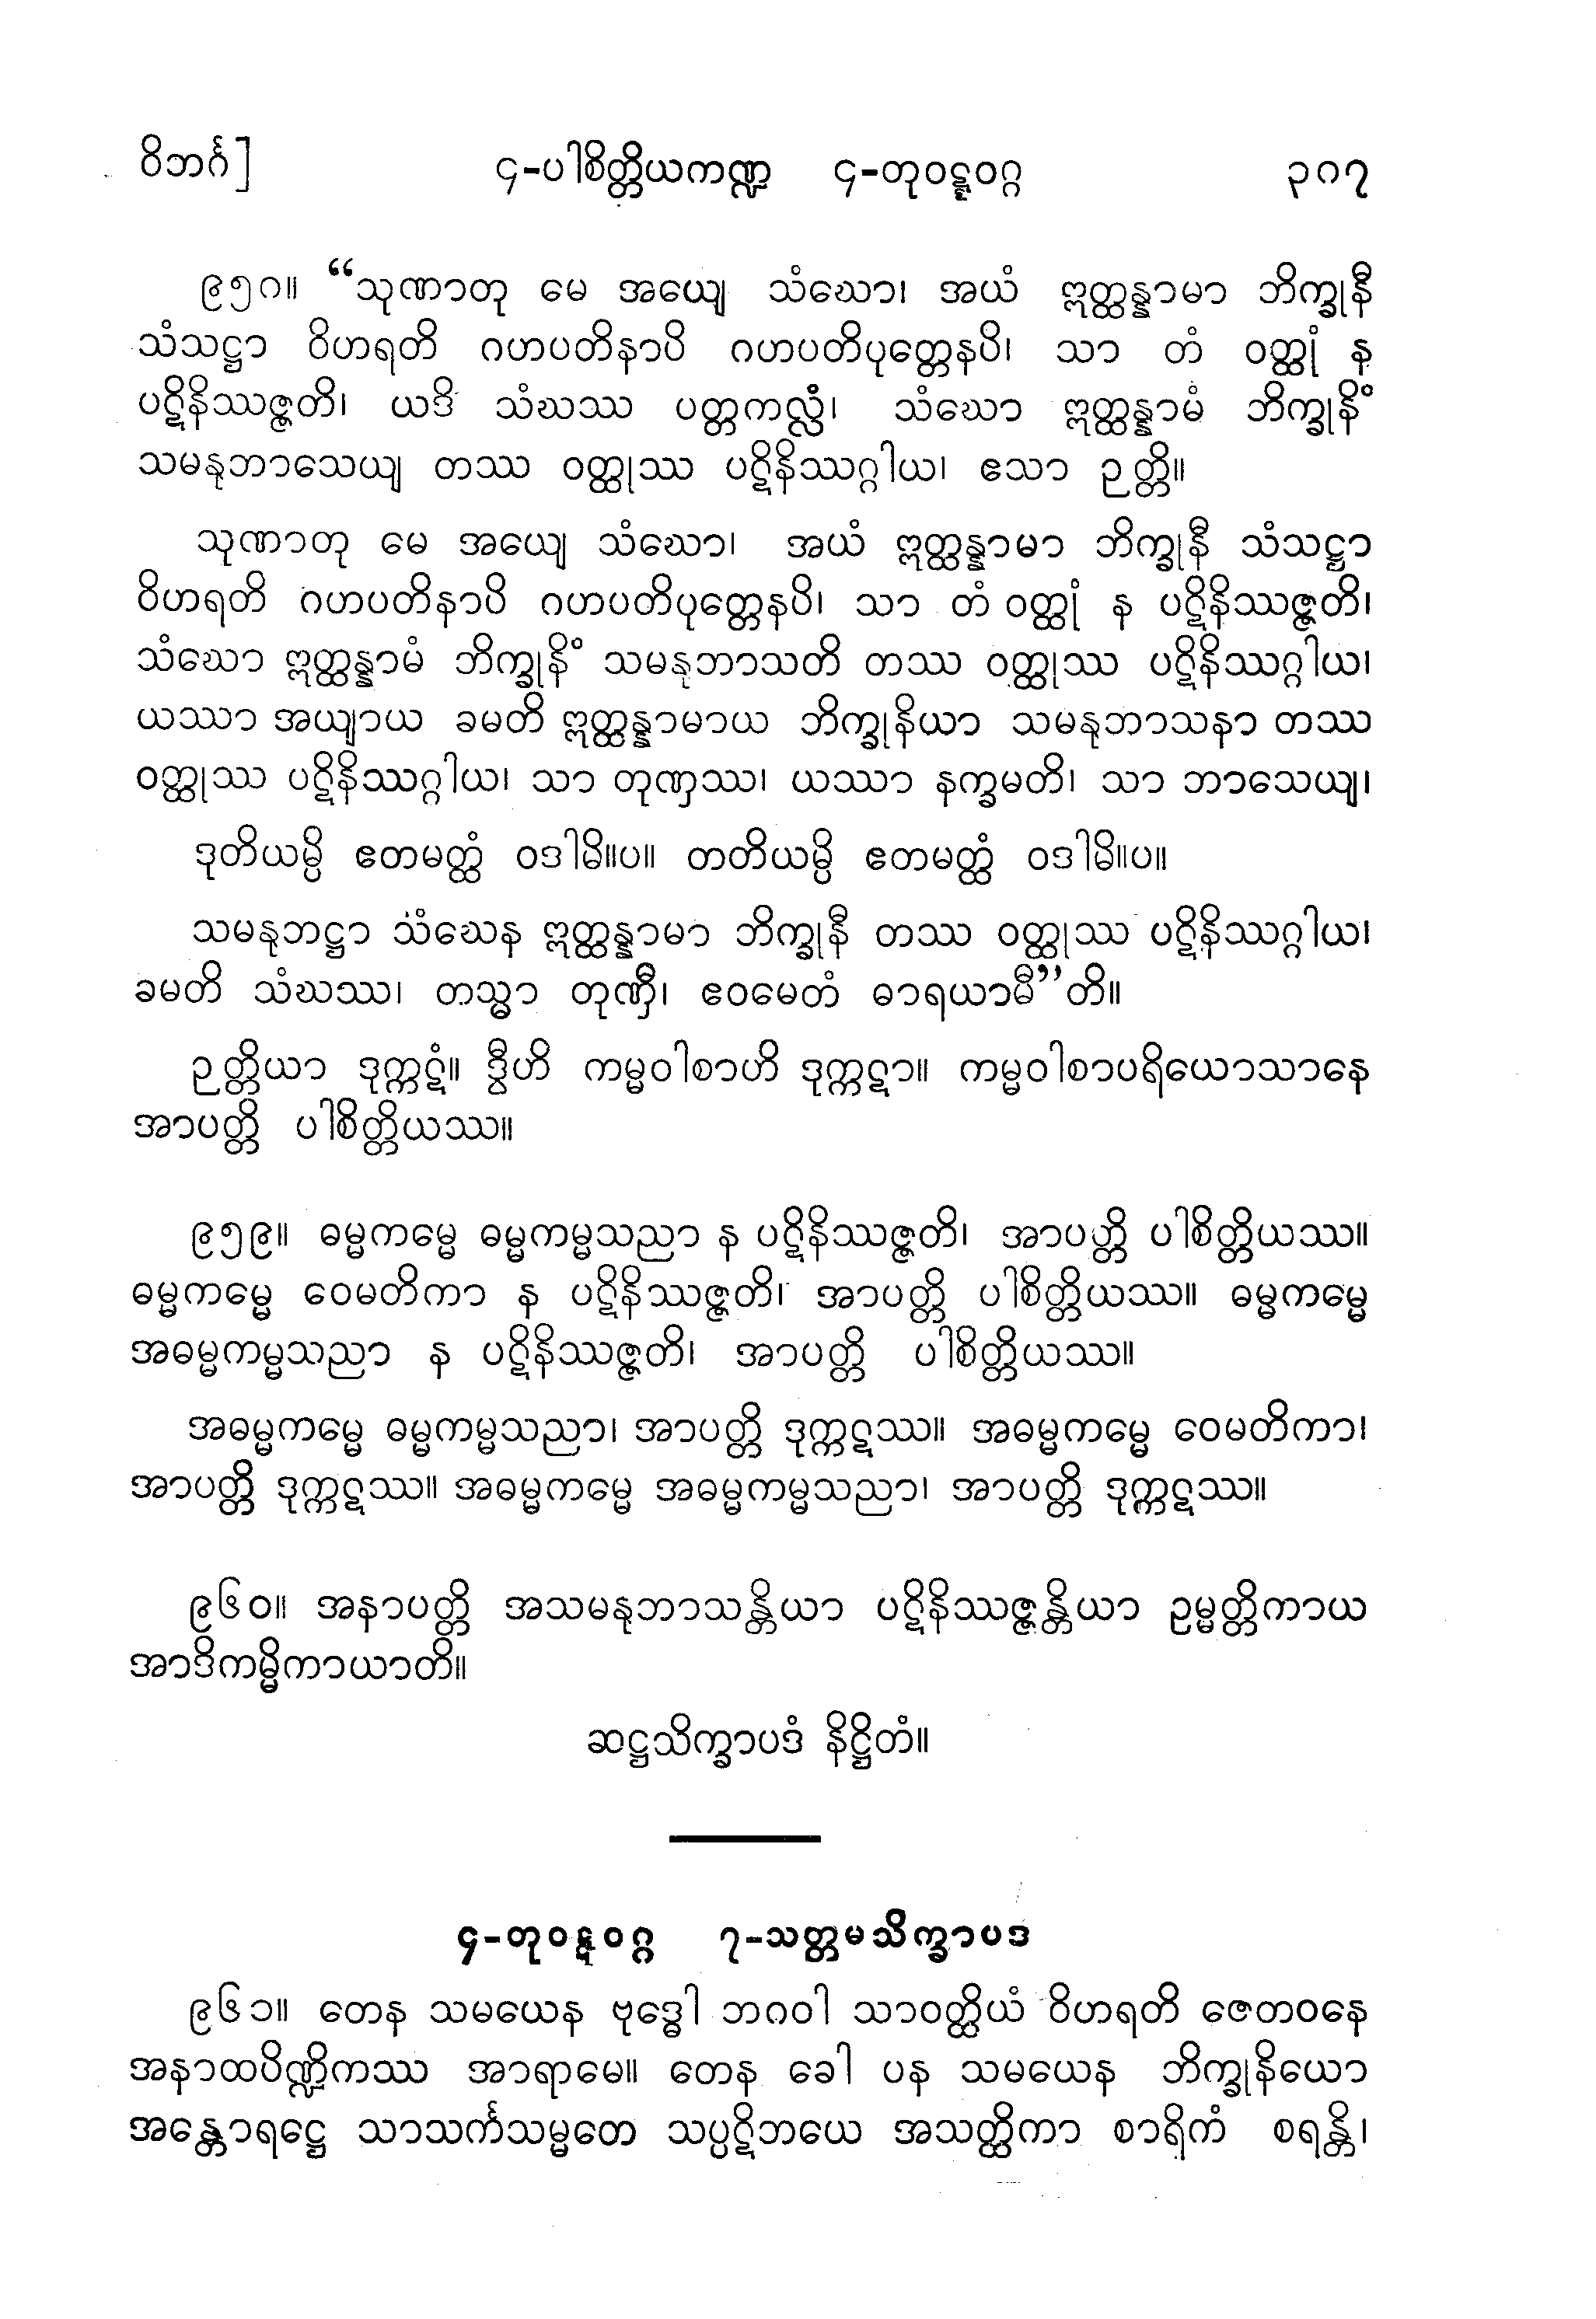 ဝိဘင်္ဂ] ၄-ပါစိတ္တိယကဏ္ဍ ၄-တုဝဋ္ဋဝဂ္ဂ ၃၈၇
၉၅၈။ “သုဏာတု မေ အယျေ သံဃော၊ အယံ ဣတ္ထန္နာမာ ဘိက္ခုနီ
သံသဋ္ဌာ ဝိဟရတိ ဂဟပတိနာပိ ဂဟပတိပုတ္တေနပိ၊ သာ တံ ဝတ္ထုံ န
ပဋိနိဿဇ္ဇတိ၊ ယဒိ သံဃဿ ပတ္တကလ္လံ၊ သံဃော ဣတ္ထန္နာမံ ဘိက္ခုနိံ
သမနုဘာသေယျ တဿ ဝတ္ထုဿ ပဋိနိဿဂ္ဂါယ၊ ဧသာ ဉတ္တိ။
သုဏာတု မေ အယျေ သံဃော၊ အယံ ဣတ္ထန္နာမာ ဘိက္ခုနီ သံသဋ္ဌာ
ဝိဟရတိ ဂဟပတိနာပိ ဂဟပတိပုတ္တေနပိ၊ သာ တံ ဝတ္ထုံ န ပဋိနိဿဇ္ဇတိ၊
သံဃော ဣတ္ထန္နာမံ ဘိက္ခုနိံ သမနုဘာသတိ တဿ ဝတ္ထုဿ ပဋိနိဿဂ္ဂါယ၊
ယဿာ အယျာယ ခမတိ ဣတ္ထန္နာမာယ ဘိက္ခုနိယာ သမနုဘာသနာ တဿ
ဝတ္ထုဿ ပဋိနိဿဂ္ဂါယ၊ သာ တုဏှဿ၊ ယဿာ နက္ခမတိ၊ သာ ဘာသေယျ၊
ဒုတိယမ္ပိ ဧတမတ္ထံ ဝဒါမိ။ပ။ တတိယမ္ပိ ဧတမတ္ထံ ဝဒါမိ။ပ။
သမနုဘဋ္ဌာ သံဃေန ဣတ္ထန္နာမာ ဘိက္ခုနီ တဿ ဝတ္ထုဿ ပဋိနိဿဂ္ဂါယ၊
ခမတိ သံဃဿ၊ တသ္မာ တုဏှီ၊ ဧဝမေတံ ဓာရယာမီ”တိ။
ဉတ္တိယာ ဒုက္ကဋံ။ ဒွီဟိ ကမ္မဝါစာဟိ ဒုက္ကဋာ။ ကမ္မဝါစာပရိယောသာနေ
အာပတ္တိ ပါစိတ္တိယဿ။
၉၅၉။ ဓမ္မကမ္မေ ဓမ္မကမ္မသညာ န ပဋိနိဿဇ္ဇတိ၊ အာပတ္တိ ပါစိတ္တိယဿ။
ဓမ္မကမ္မေ ဝေမတိကာ န ပဋိနိဿဇ္ဇတိ၊ အာပတ္တိ ပါစိတ္တိယဿ။ ဓမ္မကမ္မေ
အဓမ္မကမ္မသညာ န ပဋိနိဿဇ္ဇတိ၊ အာပတ္တိ ပါစိတ္တိယဿ။
အဓမ္မကမ္မေ ဓမ္မကမ္မသညာ၊ အာပတ္တိ ဒုက္ကဋဿ။ အဓမ္မကမ္မေ ဝေမတိကာ၊
အာပတ္တိ ဒုက္ကဋဿ။ အဓမ္မကမ္မေ အဓမ္မကမ္မသညာ၊ အာပတ္တိ ဒုက္ကဋဿ။
၉၆၀။ အနာပတ္တိ အသမနုဘာသန္တိယာ ပဋိနိဿဇ္ဇန္တိယာ ဥမ္မတ္တိကာယ
အာဒိကမ္မိကာယာတိ။
ဆဋ္ဌသိက္ခာပဒံ နိဋ္ဌိတံ။
၄-တုဝဋ္ဋဝဂ္ဂ ၇-သတ္တမသိက္ခာပဒ
၉၆၁။ တေန သမယေန ဗုဒ္ဓေါ ဘဂဝါ သာဝတ္ထိယံ ဝိဟရတိ ဇေတဝနေ
အနာထပိဏ္ဍိကဿ အာရာမေ။ တေန ခေါ ပန သမယေန ဘိက္ခုနိယော
အန္တောရဋ္ဌေ သာသင်္ကသမ္မတေ သပ္ပဋိဘယေ အသတ္ထိကာ စာရိကံ စရန္တိ၊